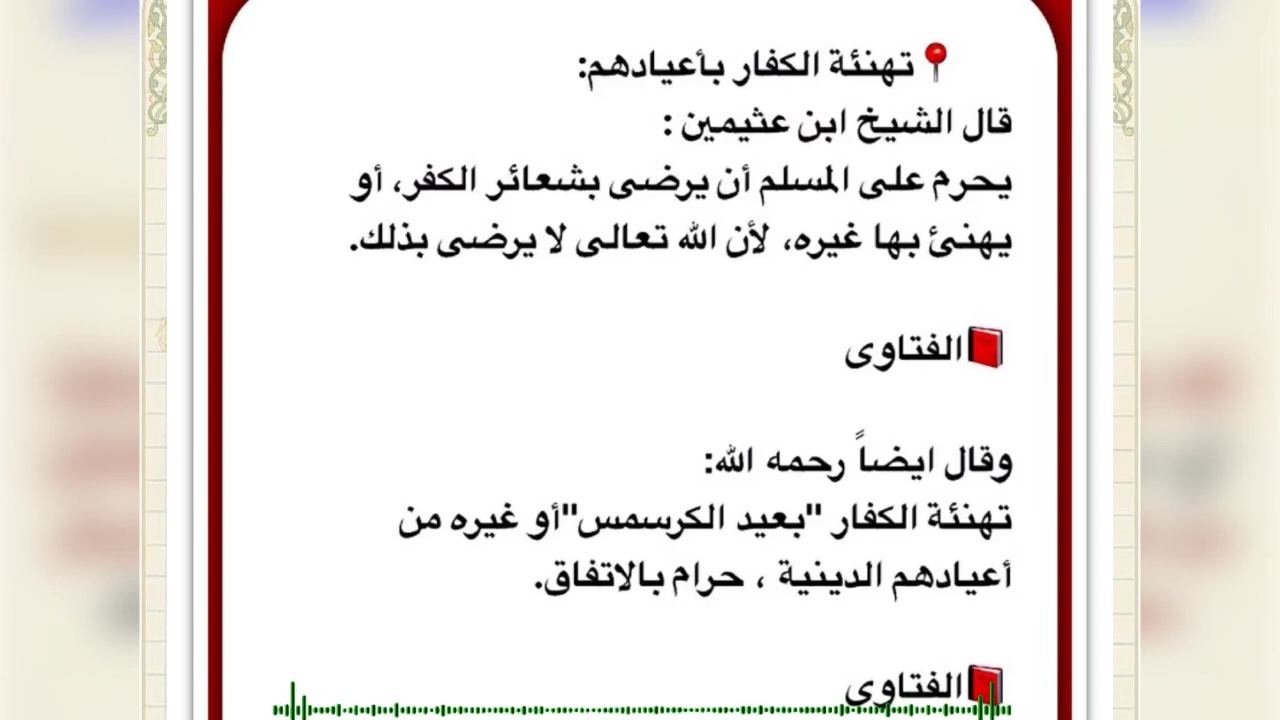 تهنئة الكفار بأعيادهم:
قال الشيخ ابن عثيمين :
يحرم على المسلم أن يرضى بشعائر الكفر، أو
يهنئ بها غيره، لأن الله تعالى لا يرضى بذلك.
الفتاوى
وقال ايضاً رحمه الله:
تهنئة الكفار "بعيد الكرسمس"أو غيره من
أعيادهم الدينية ، حرام بالاتفاق.
الفتاوى